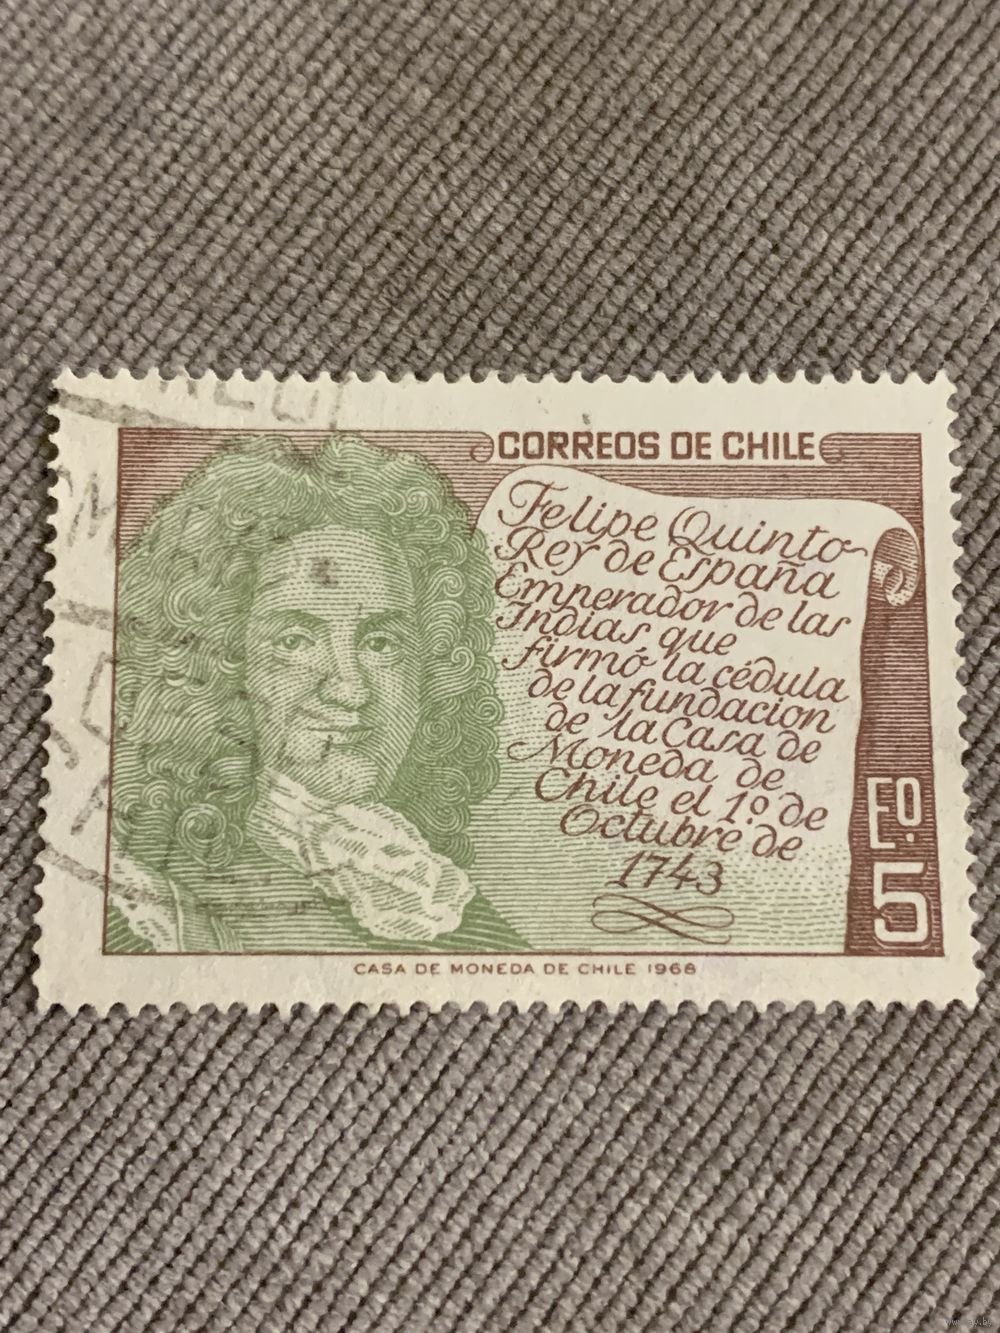 CORREOS DE CHILE
Felipe Quinto
Rey de España
Emperador de las
Indias que
firmó la cédula
de la fundacion
de la Casa de
Moneda de
Chile el 1º de
Octubre de
1743
Eº
5
CASA DE MONEDA DE CHILE 1968